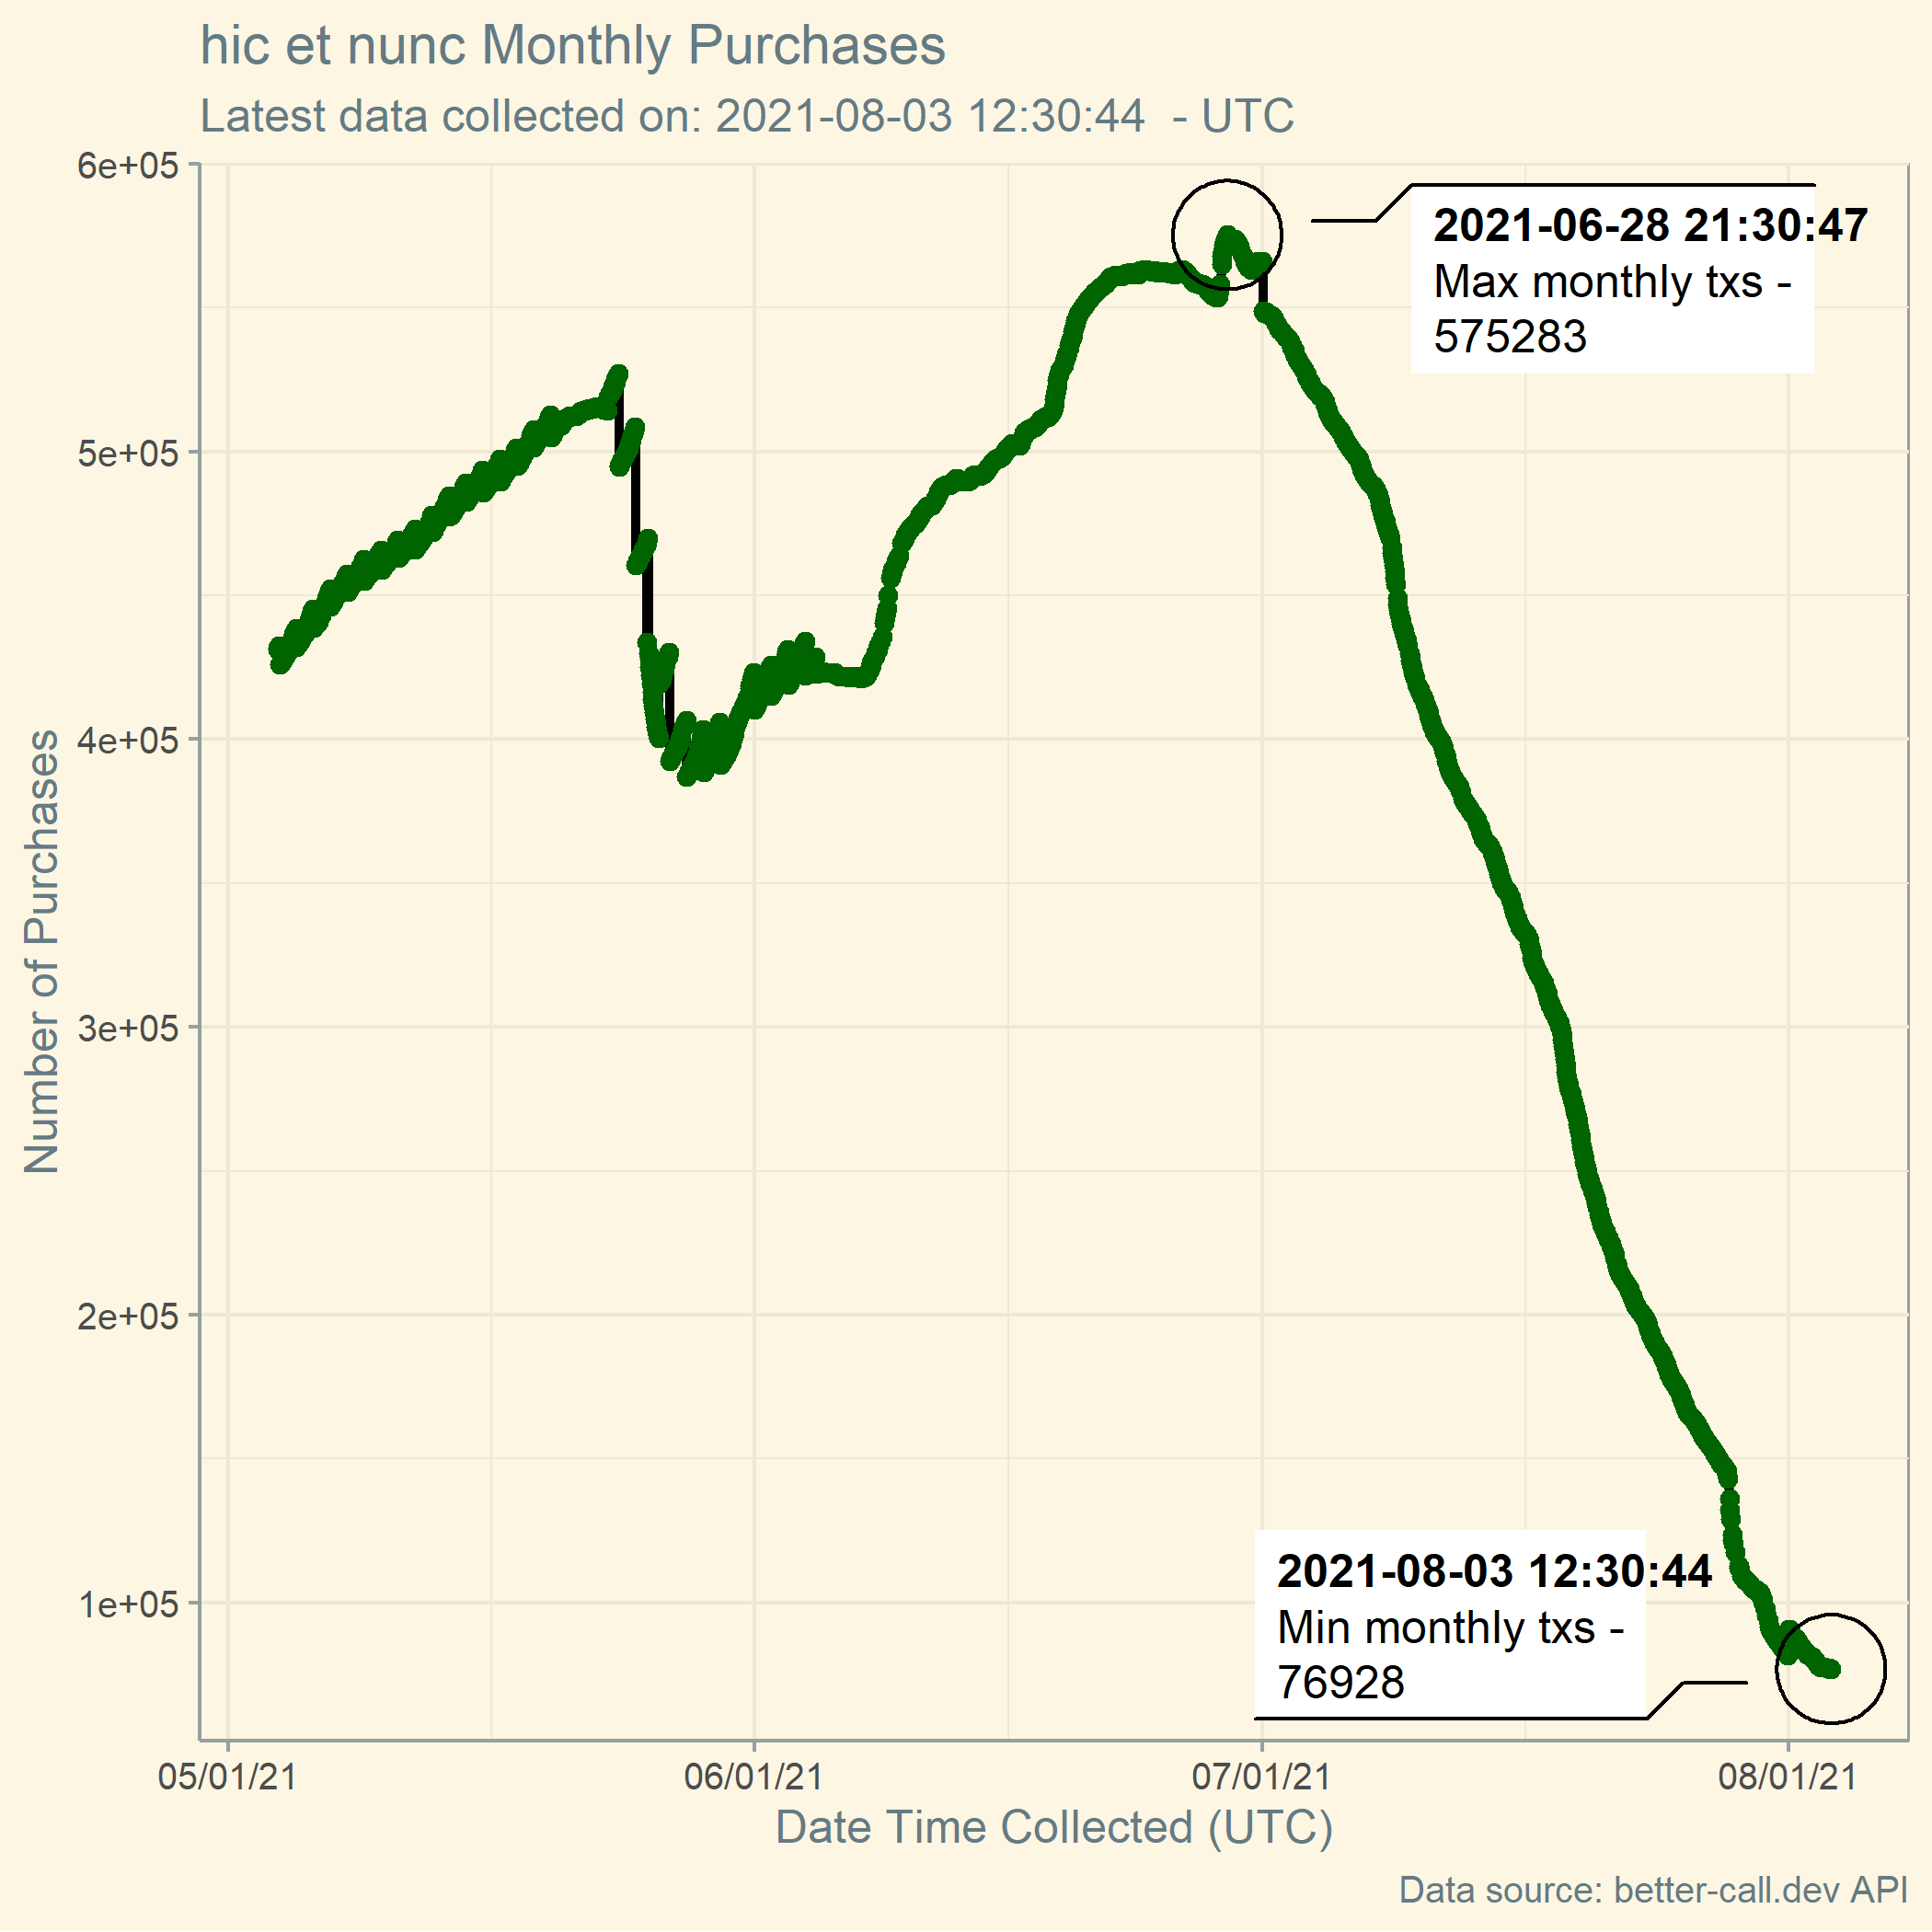 hic et nunc Monthly Purchases
Latest data collected on: 2021-08-03 12:30:44  - UTC
6e+05
5e+05
4e+05
3e+05
2e+05
1e+05
Number of Purchases
2021-06-28 21:30:47
Max monthly txs -
575283
2021-08-03 12:30:44
Min monthly txs -
76928
05/01/21
06/01/21
07/01/21
08/01/21
Date Time Collected (UTC)
Data source: better-call.dev API